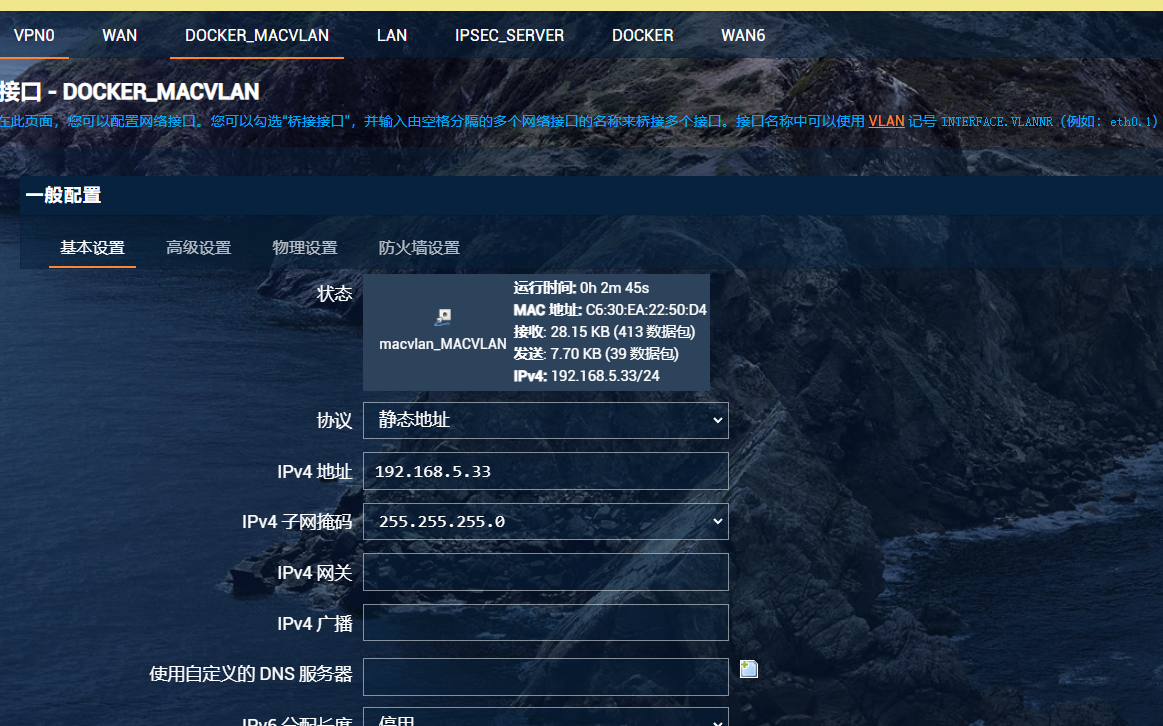 VPN0 WAN DOCKER_MACVLAN LAN IPSEC_SERVER DOCKER WAN6
接口 - DOCKER_MACVLAN
在此页面，您可以配置网络接口。您可以勾选“桥接接口”，并输入由空格分隔的多个网络接口的名称来桥接多个接口。接口名称中可以使用 VLAN 记号 INTERFACE.VLANNR（例如：eth0.1）
一般配置
基本设置 高级设置 物理设置 防火墙设置
状态
macvlan_MACVLAN
运行时间: 0h 2m 45s
MAC 地址: C6:30:EA:22:50:D4
接收: 28.15 KB (413 数据包)
发送: 7.70 KB (39 数据包)
IPv4: 192.168.5.33/24
协议 静态地址
IPv4 地址 192.168.5.33
IPv4 子网掩码 255.255.255.0
IPv4 网关
IPv4 广播
使用自定义的 DNS 服务器
IPv6 分配长度 停用